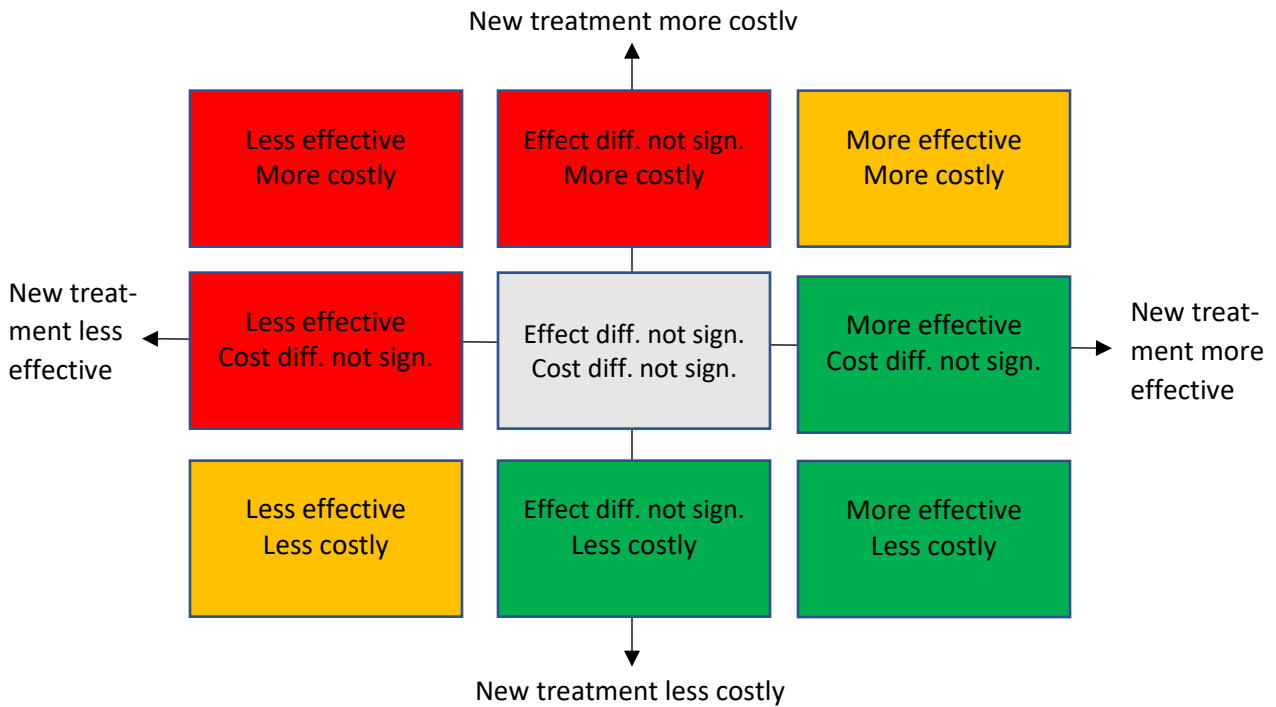 New treatment more costly
Less effective
More costly
Effect diff. not sign.
More costly
More effective
More costly
New treat-
ment less
effective
Less effective
Cost diff. not sign.
Effect diff. not sign.
Cost diff. not sign.
More effective
Cost diff. not sign.
New treat-
ment more
effective
Less effective
Less costly
Effect diff. not sign.
Less costly
More effective
Less costly
New treatment less costly